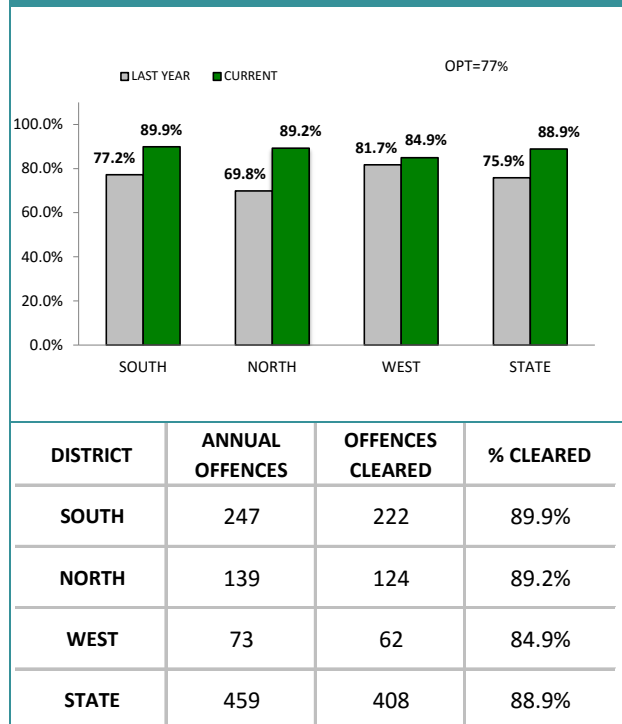 LAST YEAR CURRENT OPT=77%
100.0%
80.0%
60.0%
40.0%
20.0%
0.0%
77.2% 89.9% 69.8% 89.2% 81.7% 84.9% 75.9% 88.9%
SOUTH NORTH WEST STATE
DISTRICT ANNUAL OFFENCES OFFENCES CLEARED % CLEARED
SOUTH 247 222 89.9%
NORTH 139 124 89.2%
WEST 73 62 84.9%
STATE 459 408 88.9%